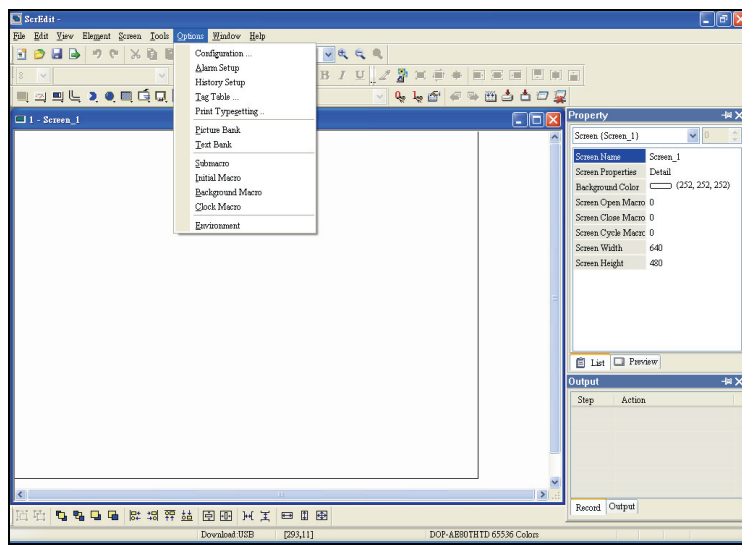 ScrEdit -
File Edit View Element Screen Tools Options Window Help
Configuration ...
Alarm Setup
History Setup
Tag Table ...
Print Typegetting ..
Picture Bank
Text Bank
Submacro
Initial Macro
Background Macro
Clock Macro
Environment
8
B I U
1 - Screen_1
Property
Screen {Screen_1}
0
Screen Name Screen_1
Screen Properties Detail
Background Color (252, 252, 252)
Screen Open Macro 0
Screen Close Macro 0
Screen Cycle Macro 0
Screen Width 640
Screen Height 480
List Preview
Output
Step Action
Record Output
Download:USB [293,11] DOP-AE80THTD 65536 Colors